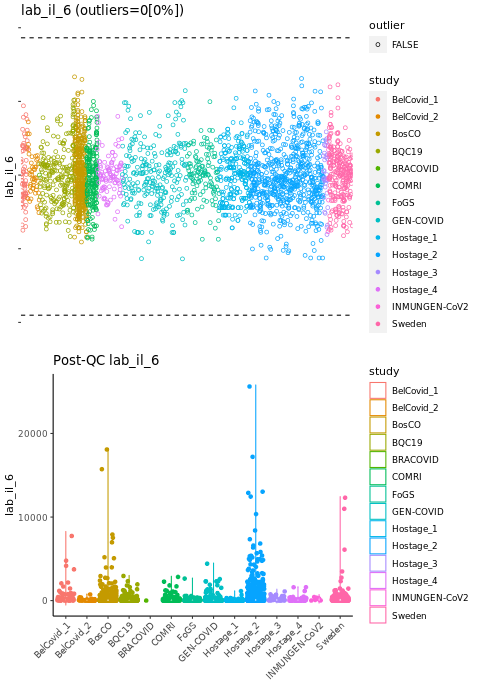 lab_il_6 (outliers=0[0%])
lab_il_6
outlier
FALSE
study
BelCovid_1
BelCovid_2
BosCO
BQC19
BRACOVID
COMRI
FoGS
GEN-COVID
Hostage_1
Hostage_2
Hostage_3
Hostage_4
INMUNGEN-CoV2
Sweden
Post-QC lab_il_6
lab_il_6
20000
10000
0
BelCovid_1
BelCovid_2
BosCO
BQC19
BRACOVID
COMRI
FoGS
GEN-COVID
Hostage_1
Hostage_2
Hostage_3
Hostage_4
INMUNGEN-CoV2
Sweden
study
BelCovid_1
BelCovid_2
BosCO
BQC19
BRACOVID
COMRI
FoGS
GEN-COVID
Hostage_1
Hostage_2
Hostage_3
Hostage_4
INMUNGEN-CoV2
Sweden